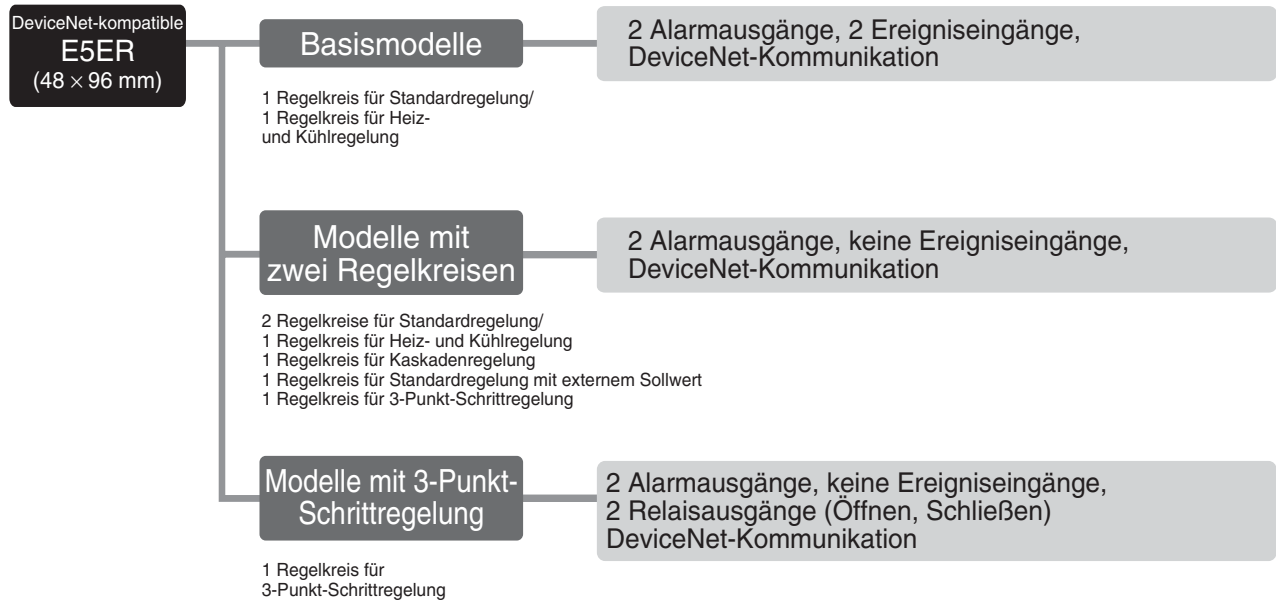 DeviceNet-kompatible
E5ER
(48 × 96 mm)
Basismodelle
2 Alarmausgänge, 2 Ereigniseingänge,
DeviceNet-Kommunikation
1 Regelkreis für Standardregelung/
1 Regelkreis für Heiz-
und Kühlregelung
Modelle mit
zwei Regelkreisen
2 Alarmausgänge, keine Ereigniseingänge,
DeviceNet-Kommunikation
2 Regelkreise für Standardregelung/
1 Regelkreis für Heiz- und Kühlregelung
1 Regelkreis für Kaskadenregelung
1 Regelkreis für Standardregelung mit externem Sollwert
1 Regelkreis für 3-Punkt-Schrittregelung
Modelle mit 3-Punkt-
Schrittregelung
2 Alarmausgänge, keine Ereigniseingänge,
2 Relaisausgänge (Öffnen, Schließen)
DeviceNet-Kommunikation
1 Regelkreis für
3-Punkt-Schrittregelung